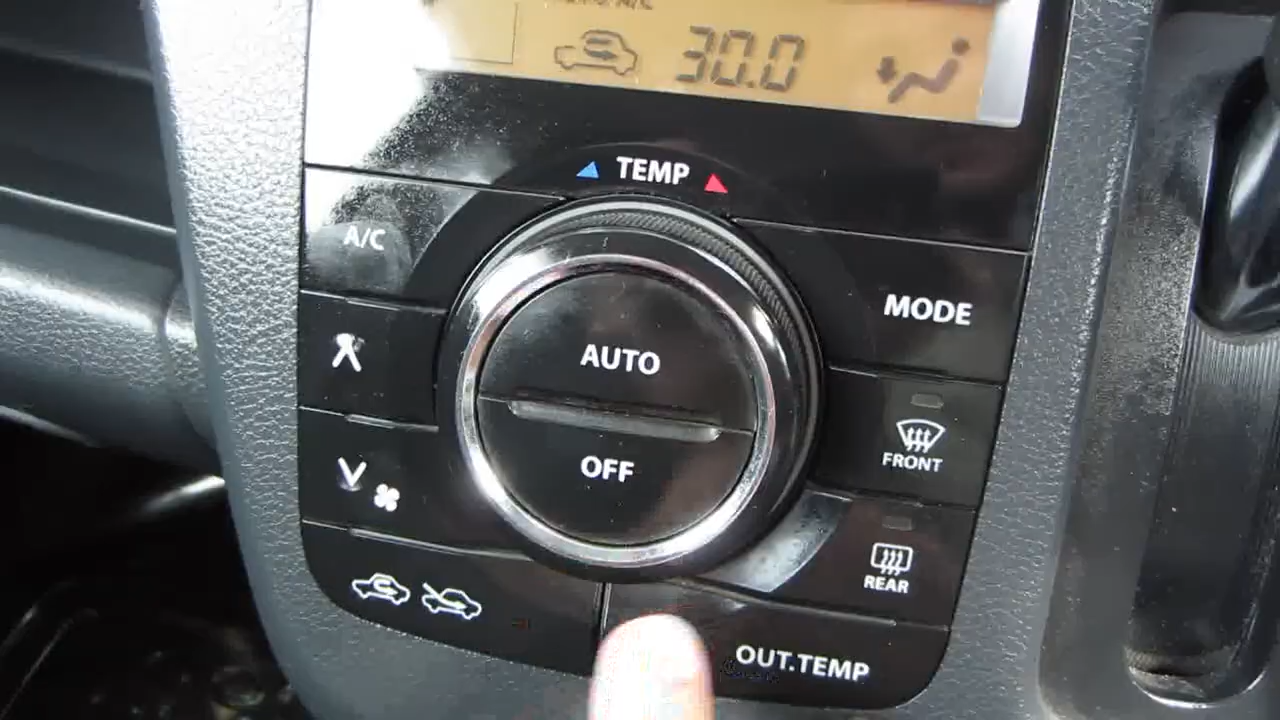 30.0
TEMP
A/C
MODE
AUTO
OFF
FRONT
REAR
OUT.TEMP